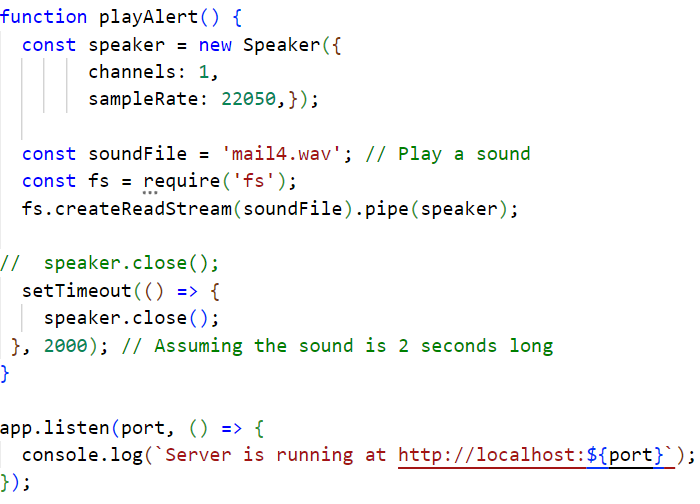 function playAlert() {
  const speaker = new Speaker({
        channels: 1,
        sampleRate: 22050,});

  const soundFile = 'mail4.wav'; // Play a sound
  const fs = require('fs');
  fs.createReadStream(soundFile).pipe(speaker);

//  speaker.close();
  setTimeout(() => {
    speaker.close();
 }, 2000); // Assuming the sound is 2 seconds long
}

app.listen(port, () => {
  console.log(`Server is running at http://localhost:${port}`);
});